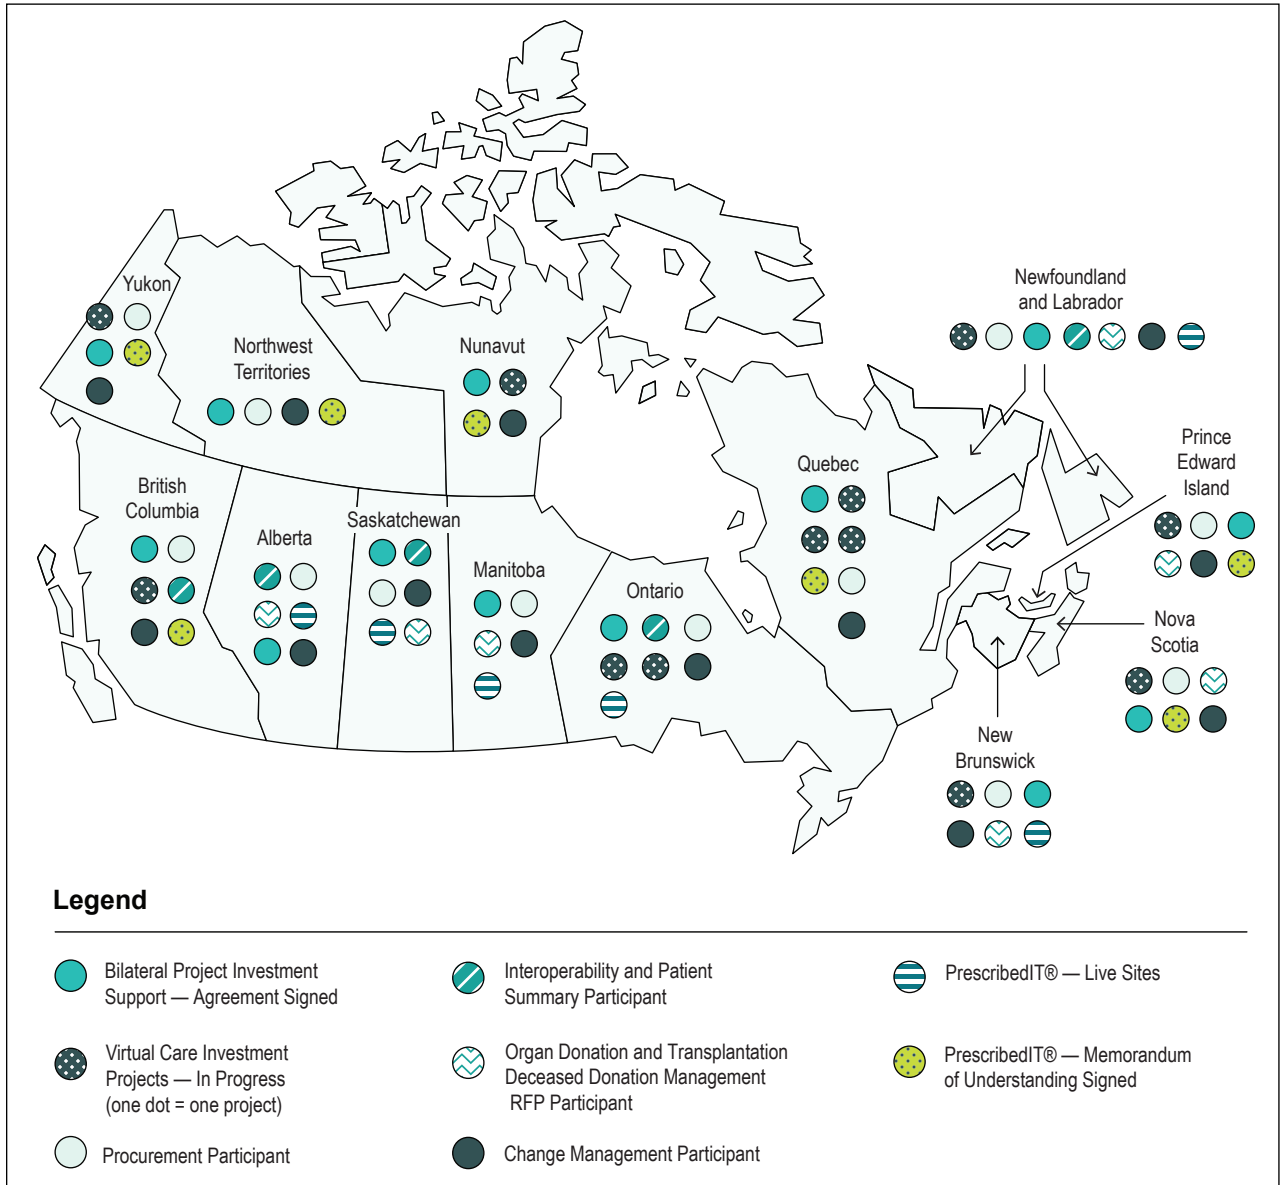 Yukon
Northwest
Territories
Nunavut
Newfoundland
and Labrador
Prince
Edward
Island
Quebec
British
Columbia
Alberta
Saskatchewan
Manitoba
Ontario
Nova
Scotia
New
Brunswick
Legend
Bilateral Project Investment
Support — Agreement Signed
Virtual Care Investment
Projects — In Progress
(one dot = one project)
Procurement Participant
Interoperability and Patient
Summary Participant
Organ Donation and Transplantation
Deceased Donation Management
RFP Participant
Change Management Participant
PrescribedIT® — Live Sites
PrescribedIT® — Memorandum
of Understanding Signed